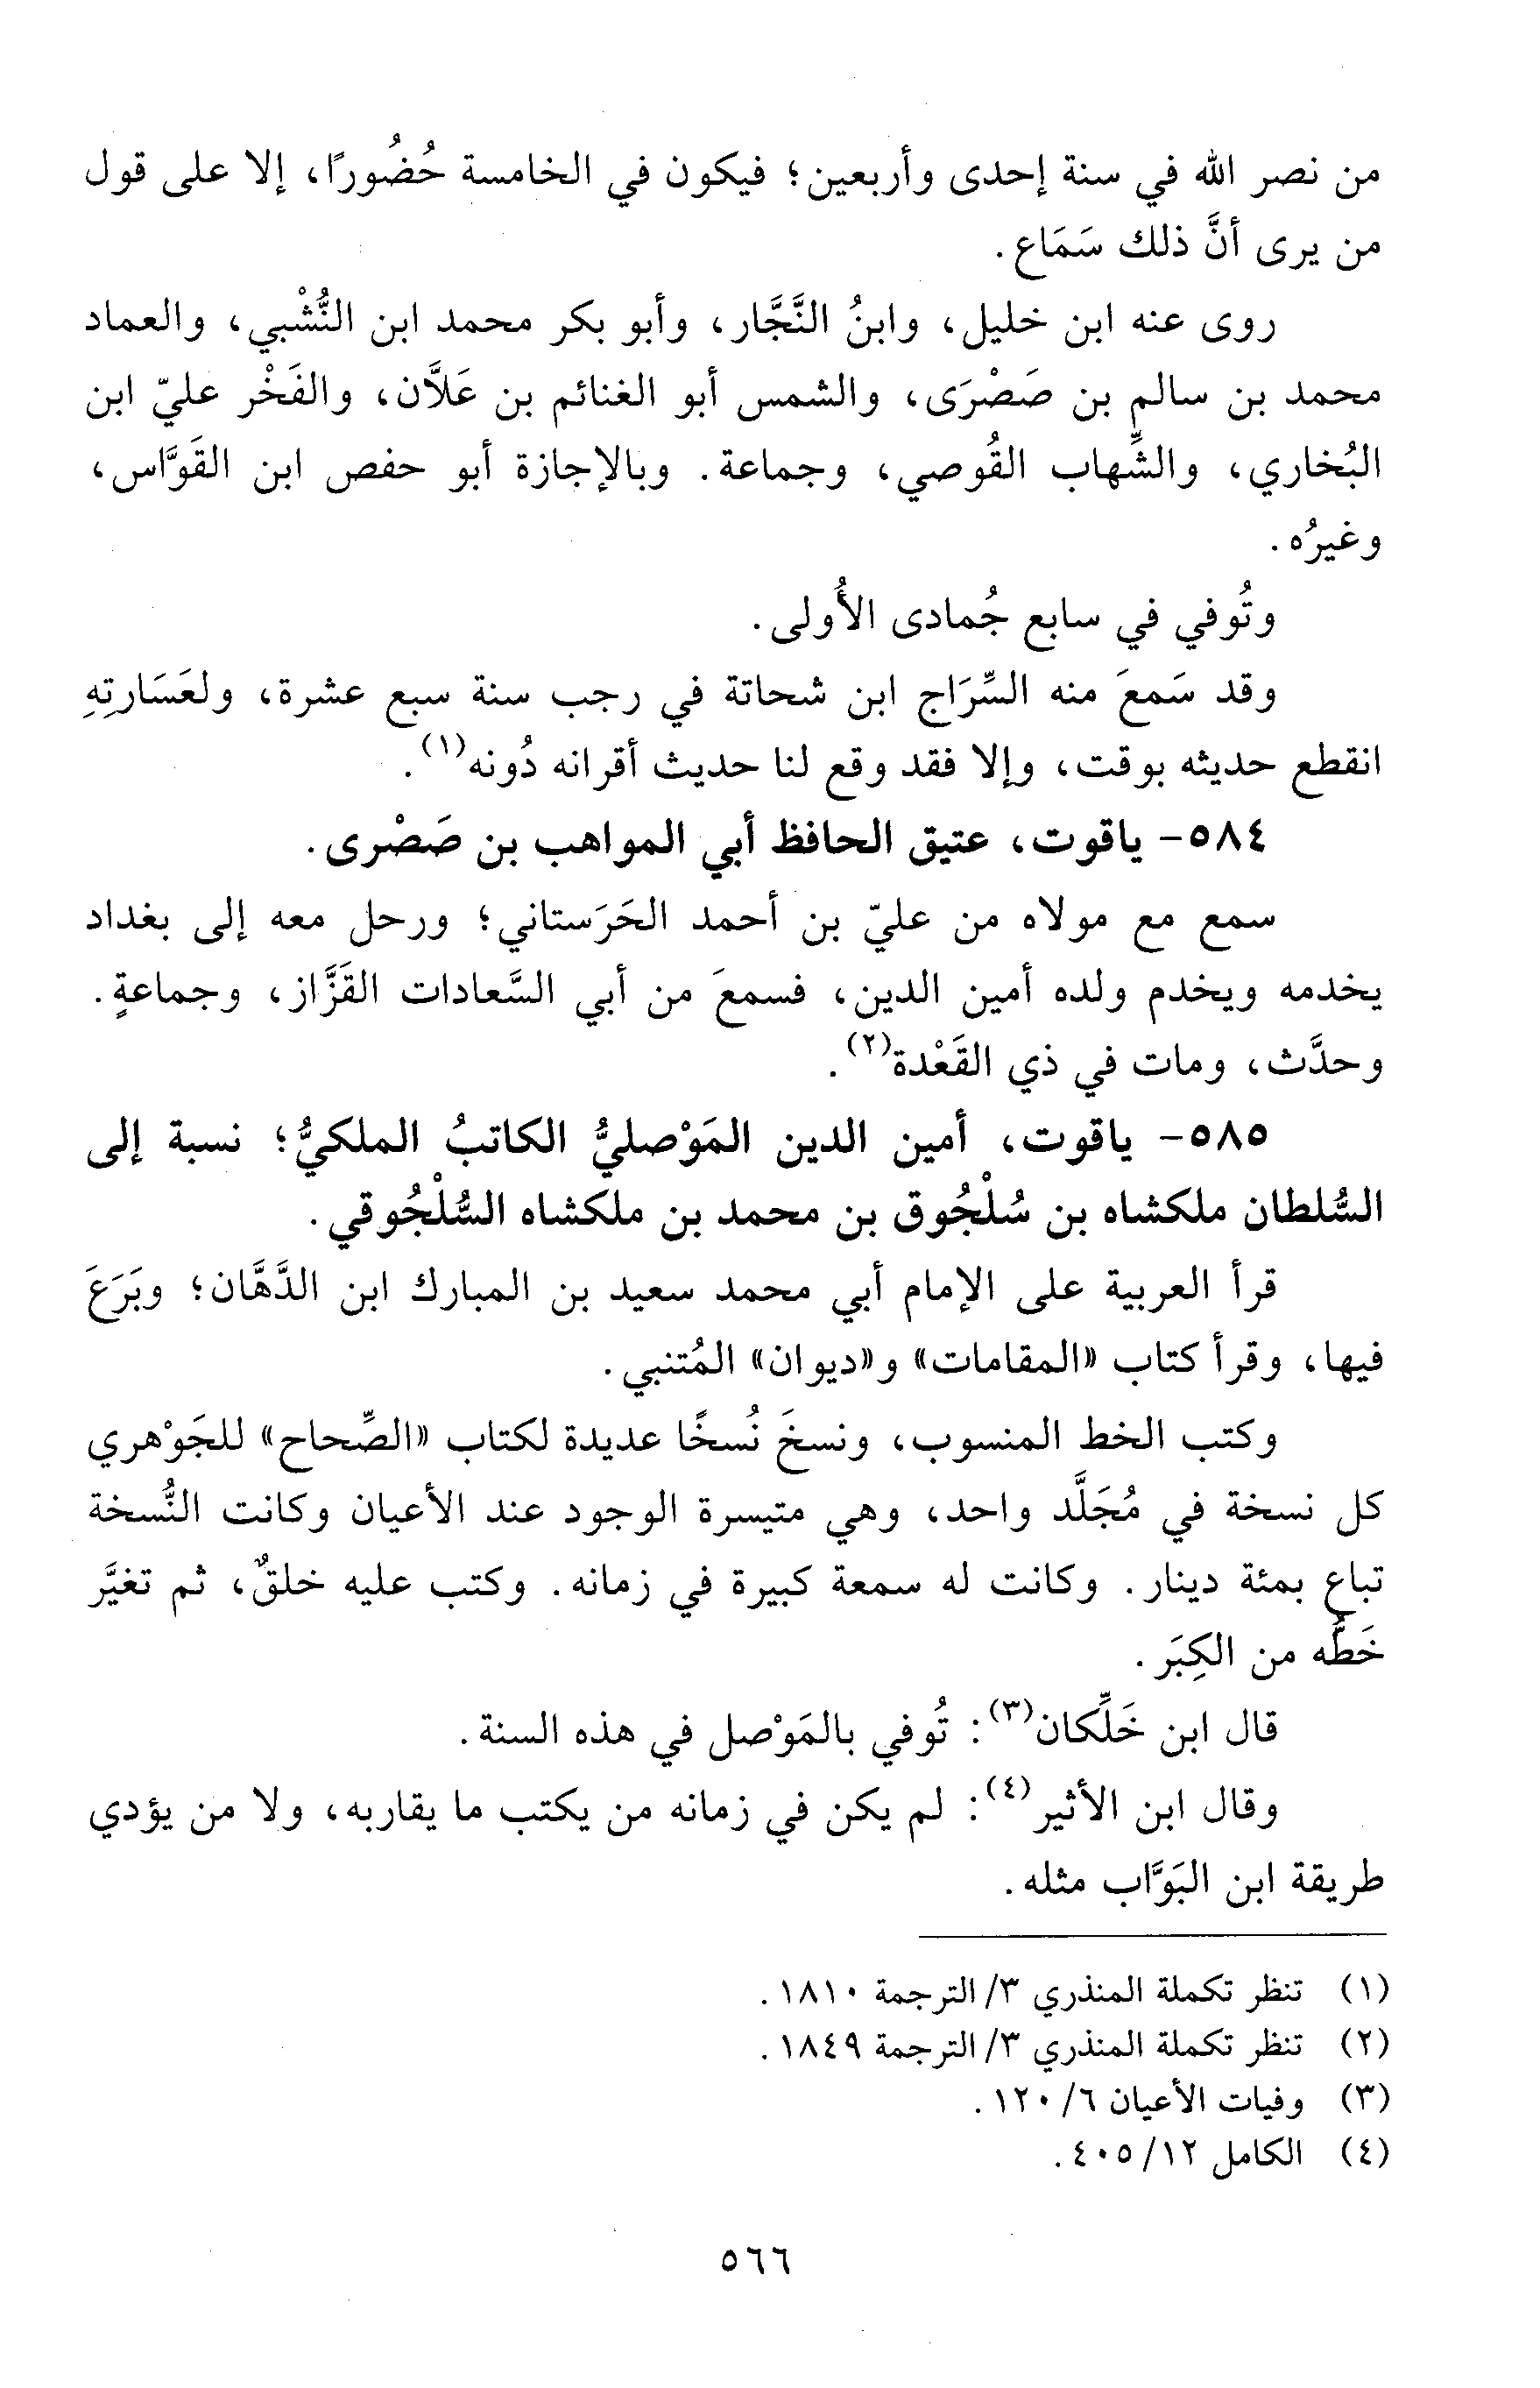 من نصر الله في سنة إحدى وأربعين؛ فيكون في الخامسة حُضُورًا، إلا على قول
من يرى أنَّ ذلك سَمَاع.
روى عنه ابن خليل، وابنُ النَّجَّار، وأبو بكر محمد ابن النُّشْبي، والعماد
محمد بن سالم بن صَصْرَى، والشمس أبو الغنائم بن عَلاَّن، والفَخْر عليّ ابن
البُخاري، والشِّهاب القُوصي، وجماعة. وبالإجازة أبو حفص ابن القَوَّاس،
وغيرُه.
وتُوفي في سابع جُمادى الأُولى.
وقد سَمعَ منه السِّرَاج ابن شحاتة في رجب سنة سبع عشرة، ولعَسَارتِهِ
انقطع حديثه بوقت، وإلا فقد وقع لنا حديث أقرانه دُونه(١).
٥٨٤- ياقوت، عتيق الحافظ أبي المواهب بن صَصْرى.
سمع مع مولاه من عليّ بن أحمد الحَرَستاني؛ ورحل معه إلى بغداد
يخدمه ويخدم ولده أمين الدين، فسمعَ من أبي السَّعادات القَزَّاز، وجماعةٍ.
وحدَّث، ومات في ذي القَعْدة(٢).
٥٨٥- ياقوت، أمين الدين المَوْصليُّ الكاتبُ الملكيُّ؛ نسبة إلى
السُّلطان ملكشاه بن سُلْجُوق بن محمد بن ملكشاه السُّلْجُوقي.
قرأ العربية على الإمام أبي محمد سعيد بن المبارك ابن الدَّهَّان؛ وبَرَعَ
فيها، وقرأ كتاب «المقامات» و«ديوان» المُتنبي.
وكتب الخط المنسوب، ونسخَ نُسخًا عديدة لكتاب «الصِّحاح» للجَوْهري
كل نسخة في مُجَلَّد واحد، وهي متيسرة الوجود عند الأعيان وكانت النُّسخة
تباع بمئة دينار. وكانت له سمعة كبيرة في زمانه. وكتب عليه خلقٌ، ثم تغيَّر
خَطُّه من الكِبَر.
قال ابن خَلِّكان(٣): تُوفي بالمَوْصل في هذه السنة.
وقال ابن الأثير(٤): لم يكن في زمانه من يكتب ما يقاربه، ولا من يؤدي
طريقة ابن البَوَّاب مثله.
(١) تنظر تكملة المنذري ٣/ الترجمة ١٨١٠.
(٢) تنظر تكملة المنذري ٣/ الترجمة ١٨٤٩.
(٣) وفيات الأعيان ٦/ ١٢٠.
(٤) الكامل ١٢/ ٤٠٥.
٥٦٦